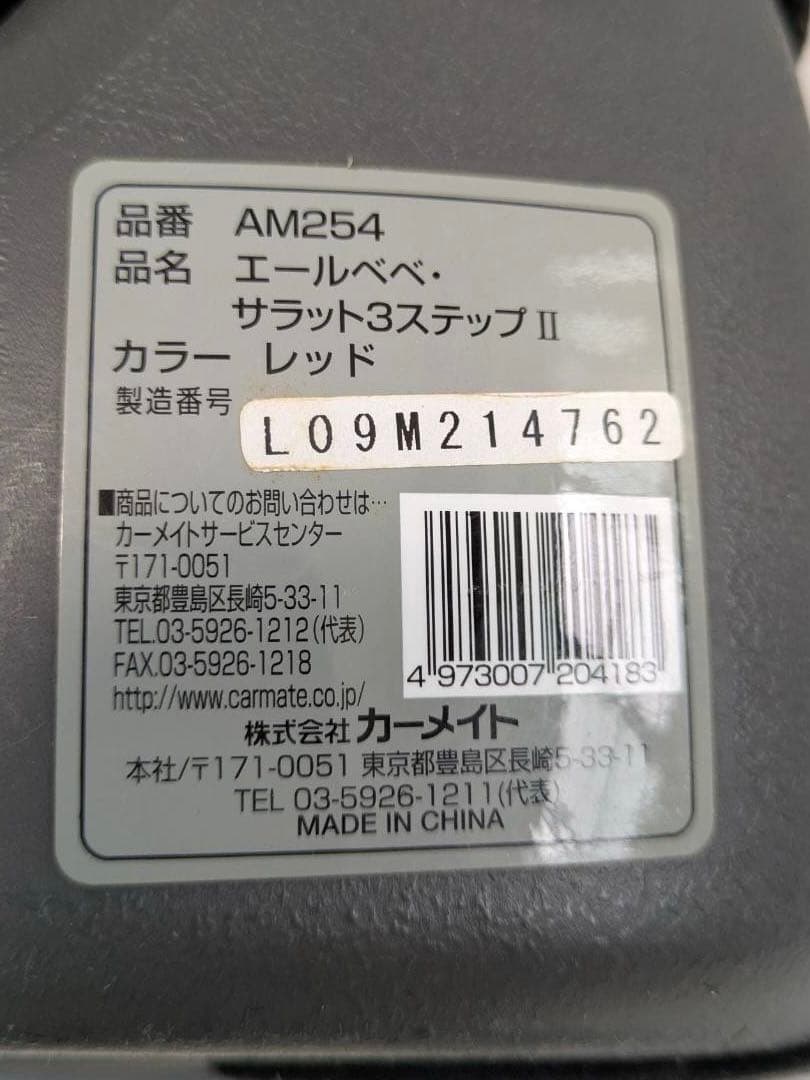 品番 AM254
品名 エールベベ・
サラット3ステップⅡ
カラー レッド
製造番号 L09M214762
■商品についてのお問い合わせは…
カーメイトサービスセンター
〒171-0051
東京都豊島区長崎5-33-11
TEL.03-5926-1212(代表)
FAX.03-5926-1218
http://www.carmate.co.jp/
4 973007 204183
株式会社 カーメイト
本社/〒171-0051 東京都豊島区長崎5-33-11
TEL 03-5926-1211(代表)
MADE IN CHINA